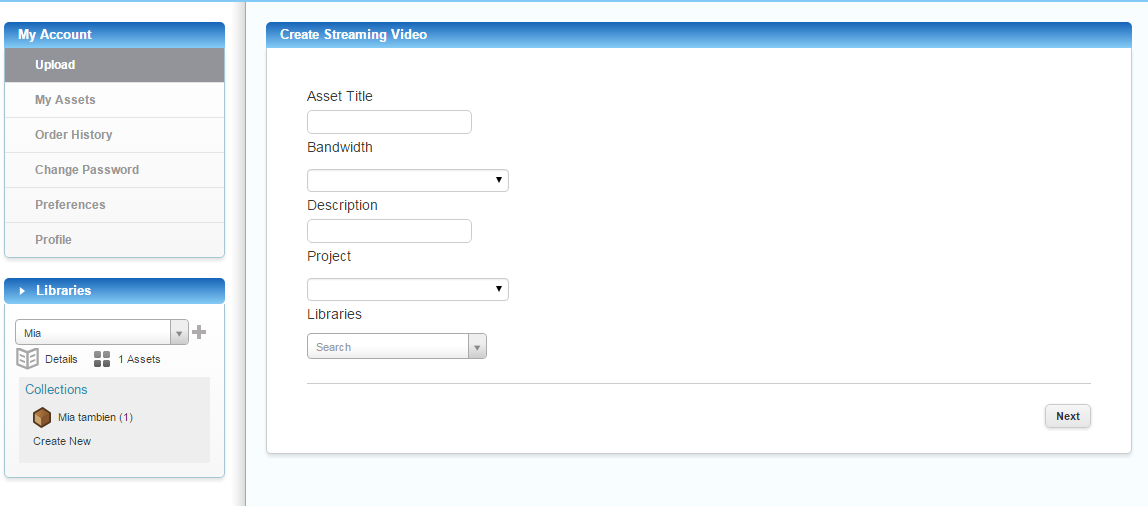 My Account
Upload
My Assets
Order History
Change Password
Preferences
Profile
Libraries
Mia
Details 1 Assets
Collections
Mia tambien (1)
Create New
Create Streaming Video
Asset Title
Bandwidth
Description
Project
Libraries
Search
Next